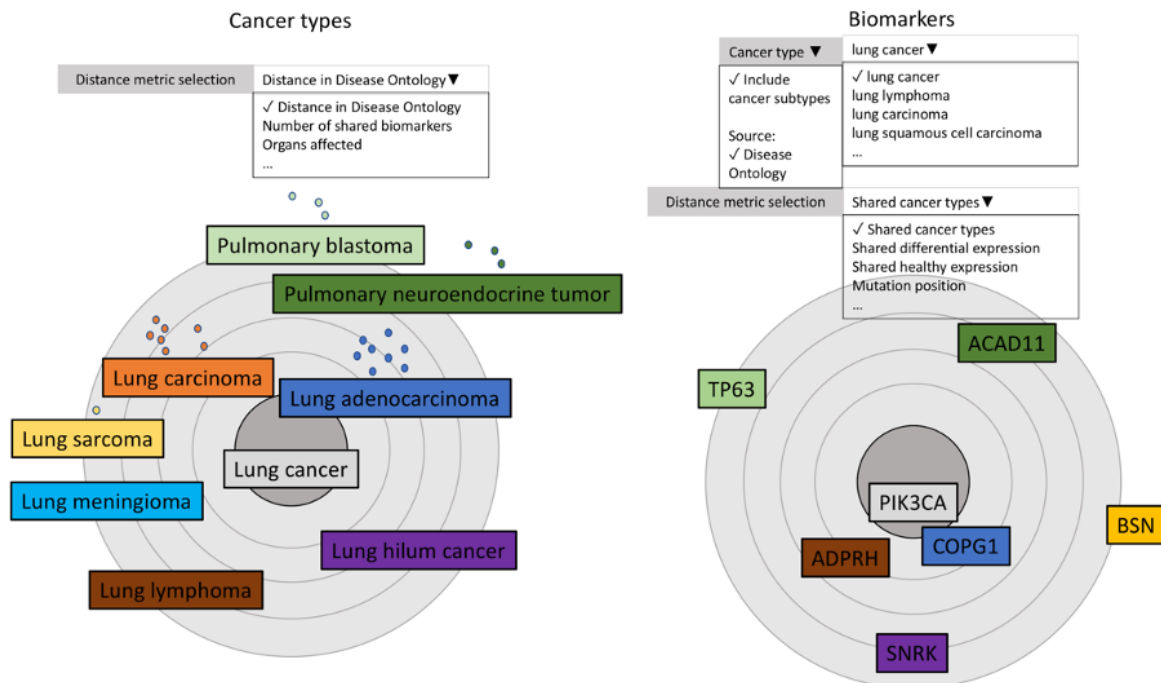 Cancer types
Distance metric selection
Distance in Disease Ontology ▼
✓ Distance in Disease Ontology
Number of shared biomarkers
Organs affected
...
Pulmonary blastoma
Pulmonary neuroendocrine tumor
Lung carcinoma
Lung adenocarcinoma
Lung sarcoma
Lung cancer
Lung meningioma
Lung hilum cancer
Lung lymphoma
Biomarkers
Cancer type ▼
lung cancer ▼
✓ Include
cancer subtypes
Source:
✓ Disease
Ontology
✓ lung cancer
lung lymphoma
lung carcinoma
lung squamous cell carcinoma
...
Distance metric selection
Shared cancer types ▼
✓ Shared cancer types
Shared differential expression
Shared healthy expression
Mutation position
...
ACAD11
TP63
PIK3CA
BSN
COPG1
ADPRH
SNRK